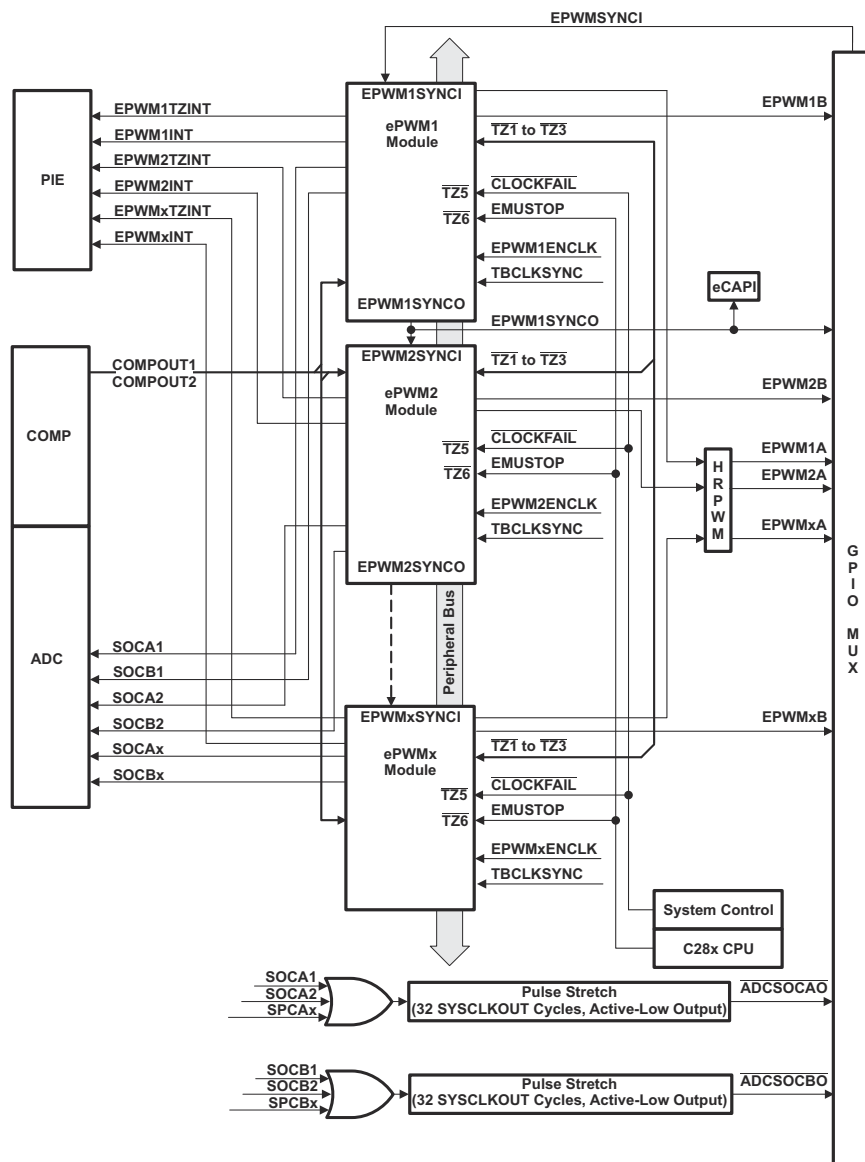 EPWMSYNCI
EPWM1SYNCI
EPWM1TZINT
EPWM1B
ePWM1
Module
TZ1 to TZ3
EPWM1INT
EPWM2TZINT
PIE
EPWM2INT
TZ5
CLOCKFAIL
EPWMxTZINT
TZ6
EMUSTOP
EPWMxINT
EPWM1ENCLK
TBCLKSYNC
eCAPI
EPWM1SYNCO
EPWM1SYNCO
EPWM2SYNCI
TZ1 to TZ3
COMPOUT1
COMPOUT2
EPWM2B
ePWM2
Module
COMP
TZ5
CLOCKFAIL
EPWM1A
TZ6
EMUSTOP
HRPWM
EPWM2A
EPWM2ENCLK
TBCLKSYNC
EPWMxA
EPWM2SYNCO
GPIO MUX
Peripheral Bus
ADC
SOCA1
SOCB1
SOCA2
SOCB2
SOCAx
SOCBx
EPWMxSYNCI
EPWMxB
ePWMx
Module
TZ1 to TZ3
TZ5
CLOCKFAIL
TZ6
EMUSTOP
EPWMxENCLK
TBCLKSYNC
System Control
C28x CPU
SOCA1
SOCA2
SPCAx
Pulse Stretch
(32 SYSCLKOUT Cycles, Active-Low Output)
ADCSOCAO
SOCB1
SOCB2
SPCBx
Pulse Stretch
(32 SYSCLKOUT Cycles, Active-Low Output)
ADCSOCBO